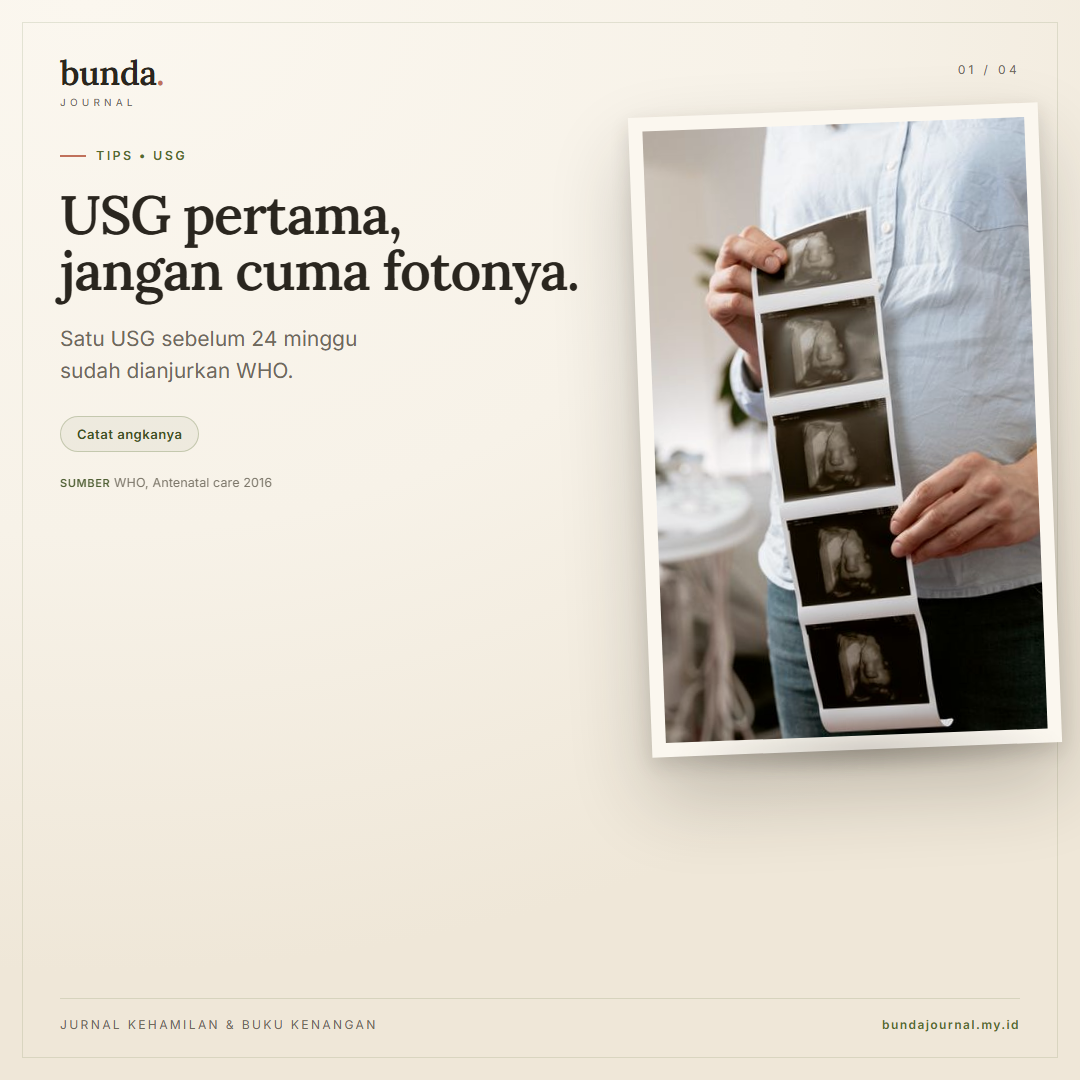 bunda.
JOURNAL
01 / 04
TIPS • USG
USG pertama,
jangan cuma fotonya.
Satu USG sebelum 24 minggu
sudah dianjurkan WHO.
Catat angkanya
SUMBER WHO, Antenatal care 2016
JURNAL KEHAMILAN & BUKU KENANGAN
bundajournal.my.id